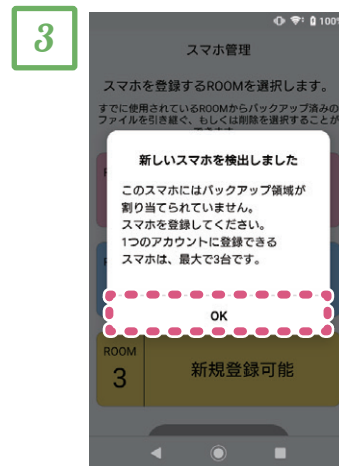 3
100%
スマホ管理
スマホを登録するROOMを選択します。
すでに使用されているROOMからバックアップ済みの
ファイルを引き継ぐ、もしくは削除を選択することが
新しいスマホを検出しました
このスマホにはバックアップ領域が
割り当てられていません。
スマホを登録してください。
1つのアカウントに登録できる
スマホは、最大で3台です。
OK
ROOM
3
新規登録可能